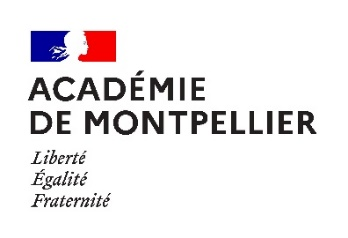 ACADÉMIE
DE MONTPELLIER
Liberté
Égalité
Fraternité